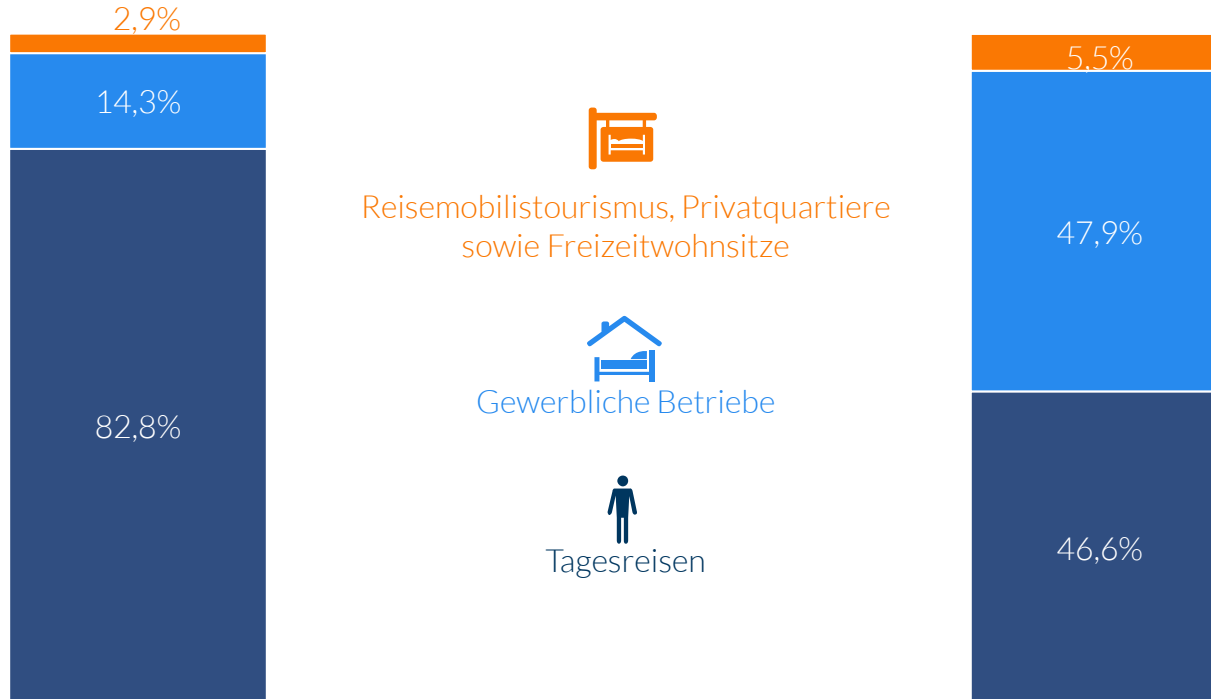 2,9%
14,3%
82,8%
Reisemobilistourismus, Privatquartiere
sowie Freizeitwohnsitze
Gewerbliche Betriebe
Tagesreisen
5,5%
47,9%
46,6%